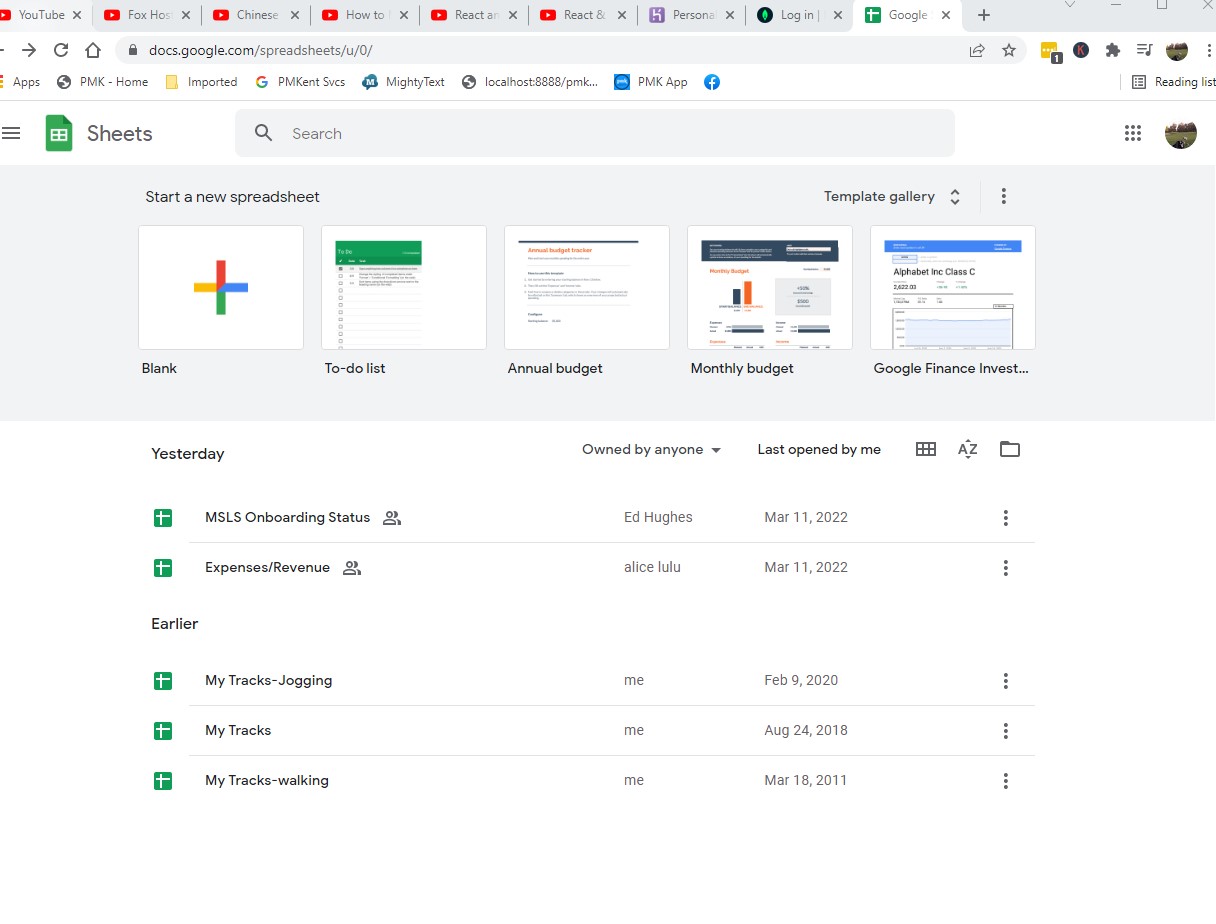 YouTube Fox Host Chinese How to React an React & Persona Log in | Google
docs.google.com/spreadsheets/u/0/
1 K
Apps PMK - Home Imported PMKent Svcs MightyText localhost:8888/pmk... PMK App Reading list
Sheets Search
Start a new spreadsheet Template gallery
To Do Annual budget tracker Monthly Budget Alphabet Inc Class C
2,622.03
Blank To-do list Annual budget Monthly budget Google Finance Invest...
Yesterday Owned by anyone Last opened by me AZ
MSLS Onboarding Status Ed Hughes Mar 11, 2022
Expenses/Revenue alice lulu Mar 11, 2022
Earlier
My Tracks-Jogging me Feb 9, 2020
My Tracks me Aug 24, 2018
My Tracks-walking me Mar 18, 2011